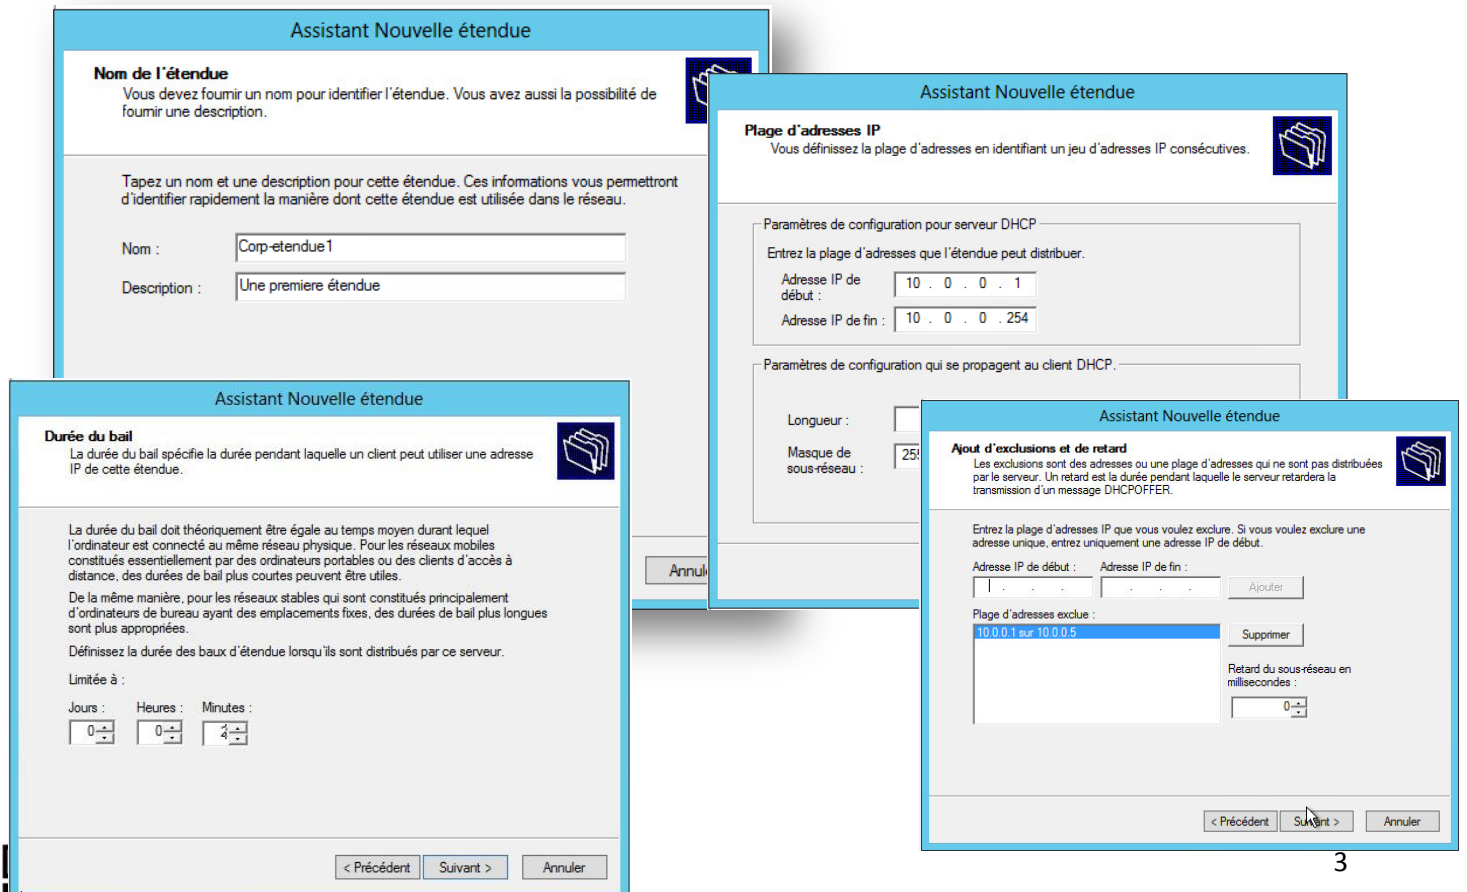 Assistant Nouvelle étendue
Nom de l'étendue
Vous devez fournir un nom pour identifier l'étendue. Vous avez aussi la possibilité de
fournir une description.
Tapez un nom et une description pour cette étendue. Ces informations vous permettront
d'identifier rapidement la manière dont cette étendue est utilisée dans le réseau.
Nom : Corp-etendue1
Description : Une premiere étendue
Assistant Nouvelle étendue
Plage d'adresses IP
Vous définissez la plage d'adresses en identifiant un jeu d'adresses IP consécutives.
Paramètres de configuration pour serveur DHCP
Entrez la plage d'adresses que l'étendue peut distribuer.
Adresse IP de
début :
10 . 0 . 0 . 1
Adresse IP de fin : 10 . 0 . 0 . 254
Paramètres de configuration qui se propagent au client DHCP.
Longueur :
Masque de
sous-réseau :
Assistant Nouvelle étendue
Durée du bail
La durée du bail spécifie la durée pendant laquelle un client peut utiliser une adresse
IP de cette étendue.
La durée du bail doit théoriquement être égale au temps moyen durant lequel
l'ordinateur est connecté au même réseau physique. Pour les réseaux mobiles
constitués essentiellement par des ordinateurs portables ou des clients d'accès à
distance, des durées de bail plus courtes peuvent être utiles.
De la même manière, pour les réseaux stables qui sont constitués principalement
d'ordinateurs de bureau ayant des emplacements fixes, des durées de bail plus longues
sont plus appropriées.
Définissez la durée des baux d'étendue lorsqu'ils sont distribués par ce serveur.
Limitée à :
Jours : Heures : Minutes :
0 0
< Précédent Suivant > Annuler
Assistant Nouvelle étendue
Ajout d'exclusions et de retard
Les exclusions sont des adresses ou une plage d'adresses qui ne sont pas distribuées
par le serveur. Un retard est la durée pendant laquelle le serveur retardera la
transmission d'un message DHCPOFFER.
Entrez la plage d'adresses IP que vous voulez exclure. Si vous voulez exclure une
adresse unique, entrez uniquement une adresse IP de début.
Adresse IP de début : Adresse IP de fin :
Ajouter
Plage d'adresses exclue :
10.0.0.1 sur 10.0.0.5
Supprimer
Retard du sous-réseau en
millisecondes :
0
< Précédent Suivant > Annuler
3